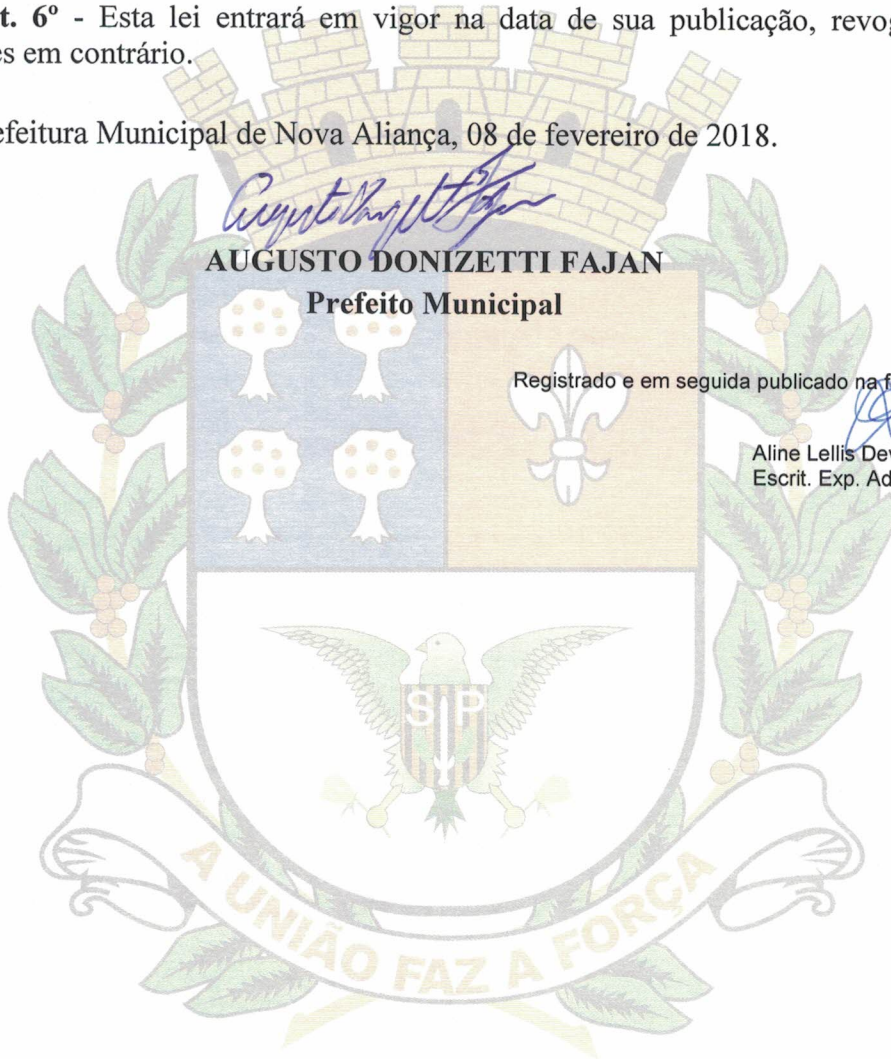 t. 6º - Esta lei entrará em vigor na data de sua publicação, revog
es em contrário.
efeitura Municipal de Nova Aliança, 08 de fevereiro de 2018.
AUGUSTO DONIZETTI FAJAN
Prefeito Municipal
Registrado e em seguida publicado na f
Aline Lellis Dev
Escrit. Exp. Ad
SP
A UNIÃO FAZ A FORÇA